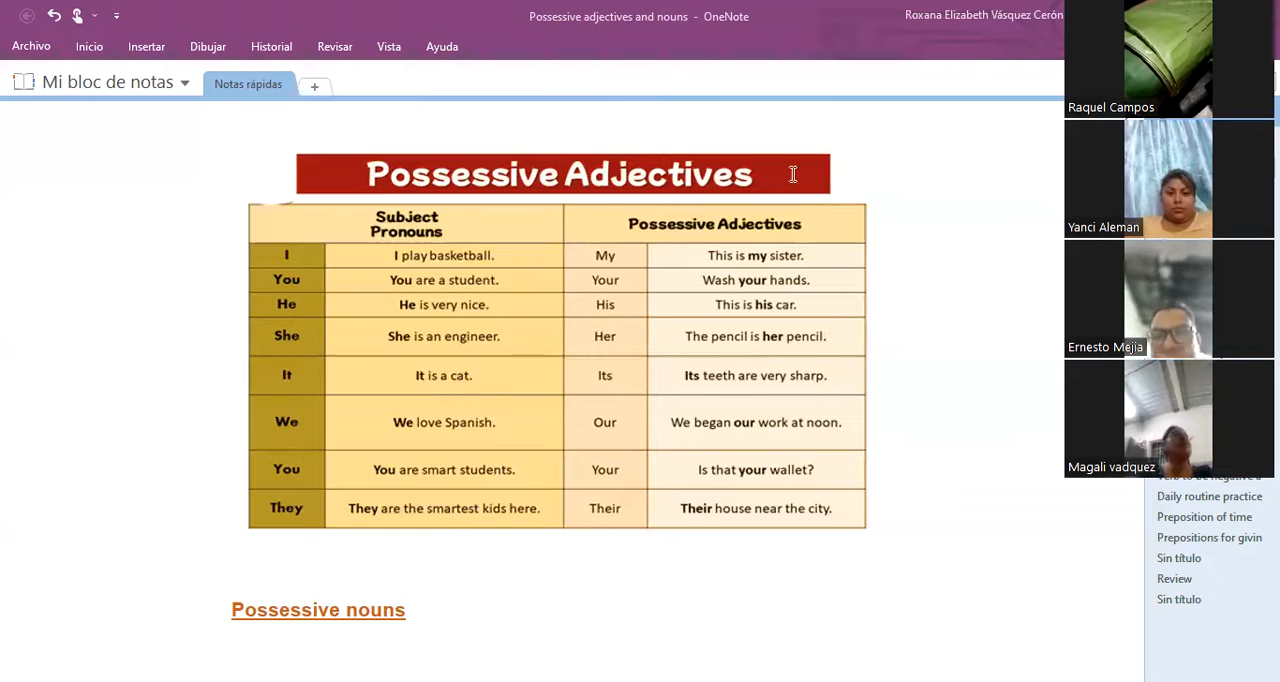 Possessive adjectives and nouns - OneNote
Roxana Elizabeth Vásquez Cerón
Archivo Inicio Insertar Dibujar Historial Revisar Vista Ayuda
Mi bloc de notas Notas rápidas +
Possessive Adjectives
Subject Pronouns Possessive Adjectives
I I play basketball. My This is my sister.
You You are a student. Your Wash your hands.
He He is very nice. His This is his car.
She She is an engineer. Her The pencil is her pencil.
It It is a cat. Its Its teeth are very sharp.
We We love Spanish. Our We began our work at noon.
You You are smart students. Your Is that your wallet?
They They are the smartest kids here. Their Their house near the city.
Possessive nouns
Raquel Campos
Yanci Aleman
Ernesto Mejia
Magali vadquez
Verb to be negative a
Daily routine practice
Preposition of time
Prepositions for givin
Sin título
Review
Sin título